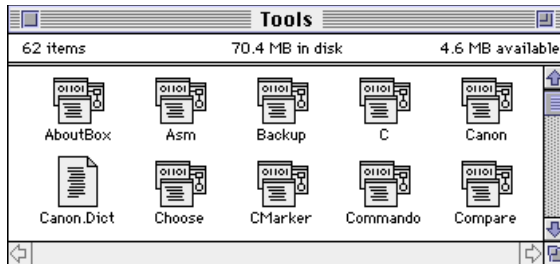 Tools
62 items 70.4 MB in disk 4.6 MB available
AboutBox Asm Backup C Canon
Canon.Dict Choose CMarker Commando Compare